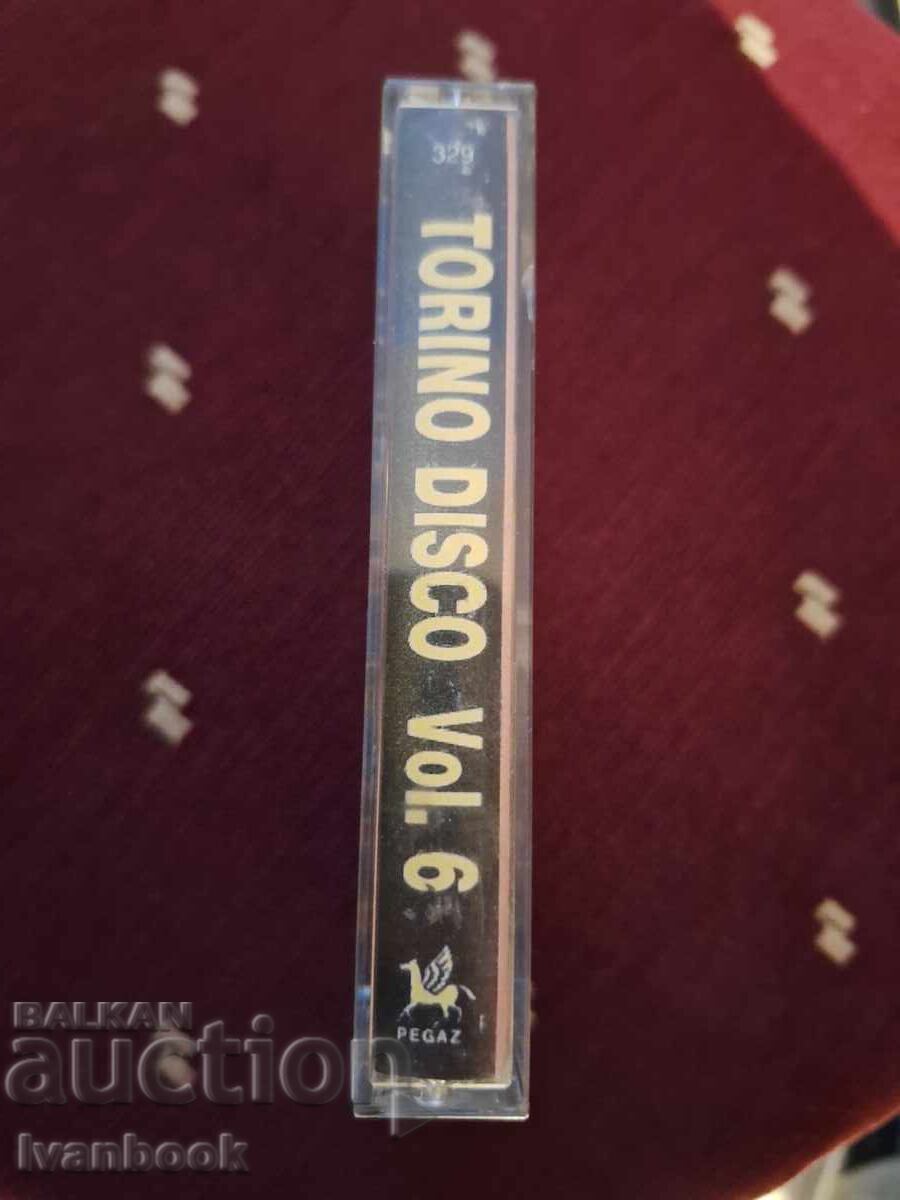 329
TORINO DISCO Vol. 6
PEGAZ
BALKAN
auction
Ivanbook